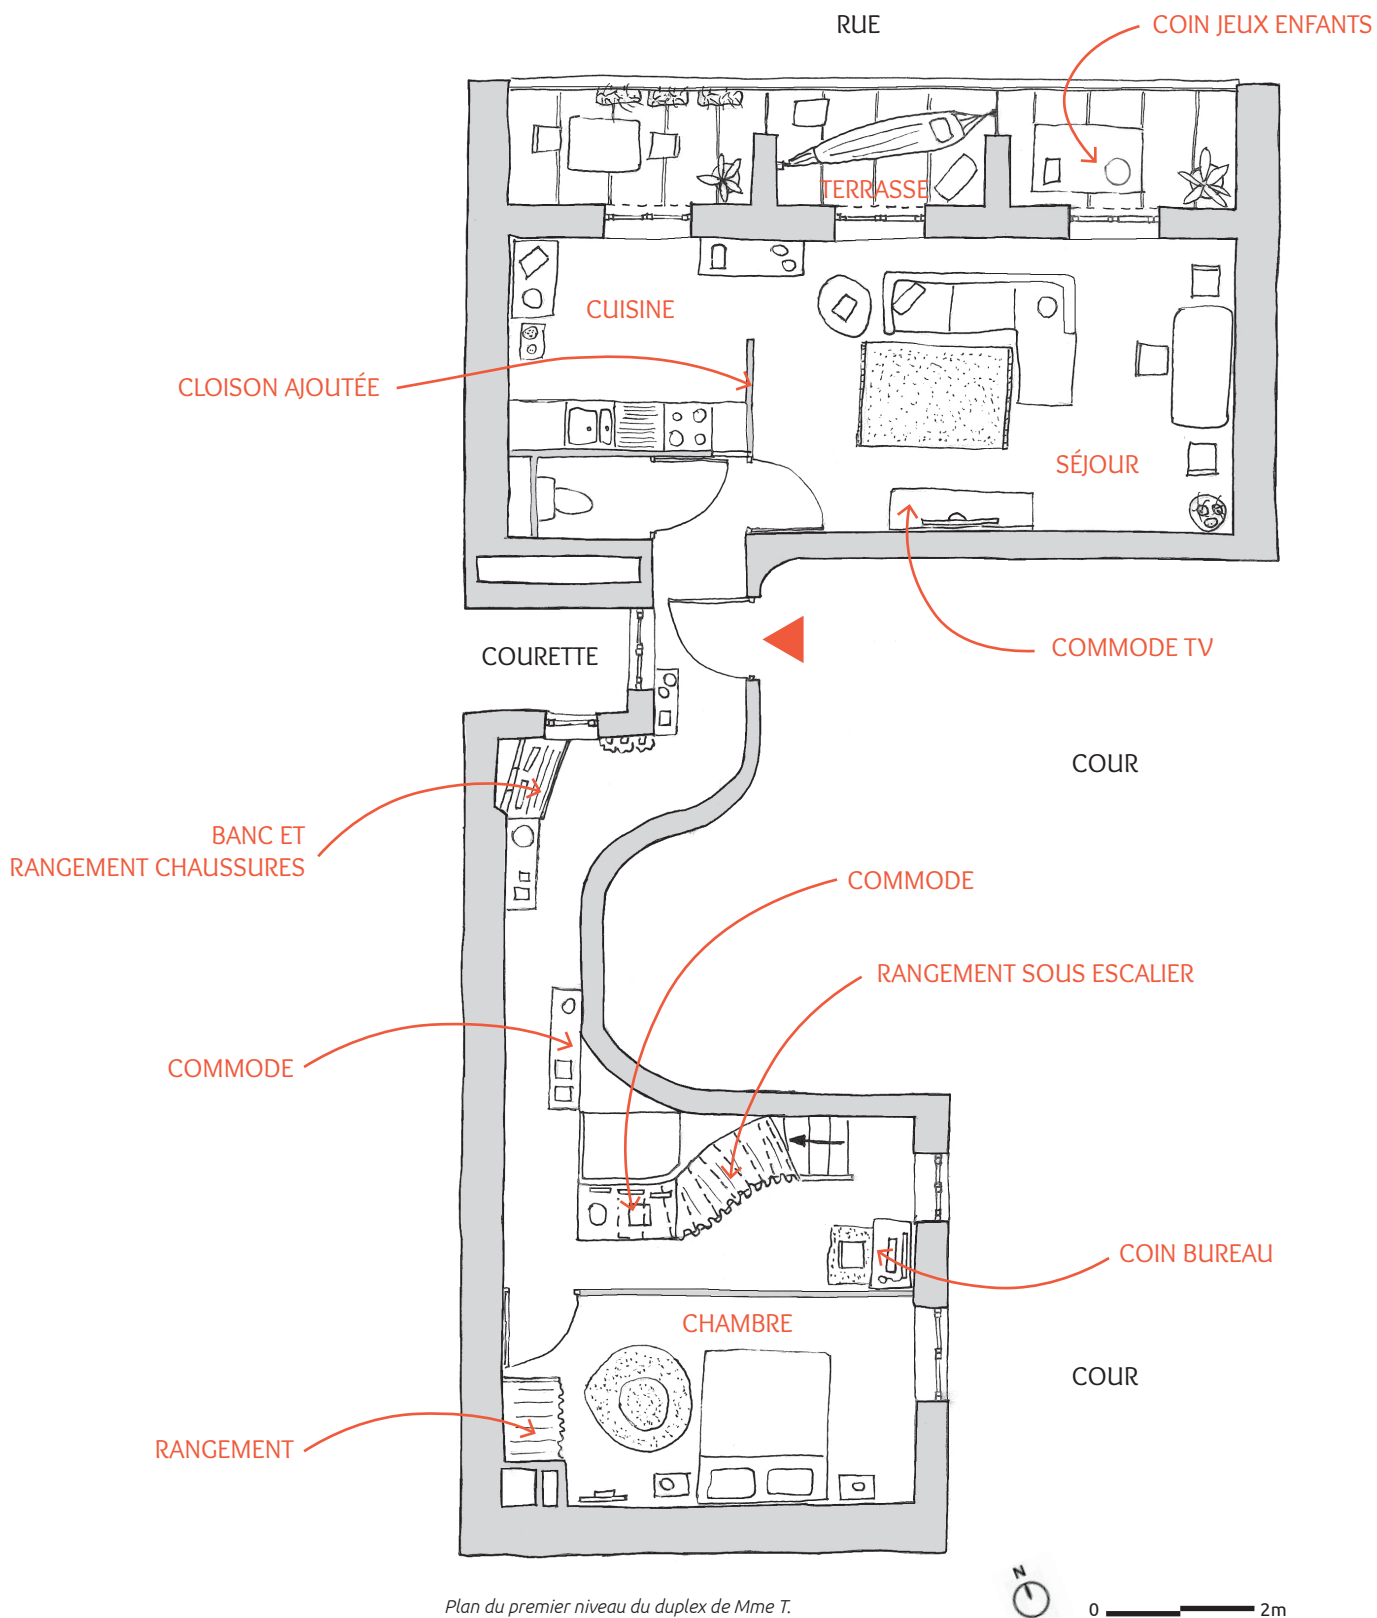 RUE
COIN JEUX ENFANTS
TERRASSE
CUISINE
CLOISON AJOUTÉE
SÉJOUR
COMMODE TV
COURETTE
COUR
BANC ET
RANGEMENT CHAUSSURES
COMMODE
RANGEMENT SOUS ESCALIER
COMMODE
COIN BUREAU
CHAMBRE
COUR
RANGEMENT
N
Plan du premier niveau du duplex de Mme T.
0 2m